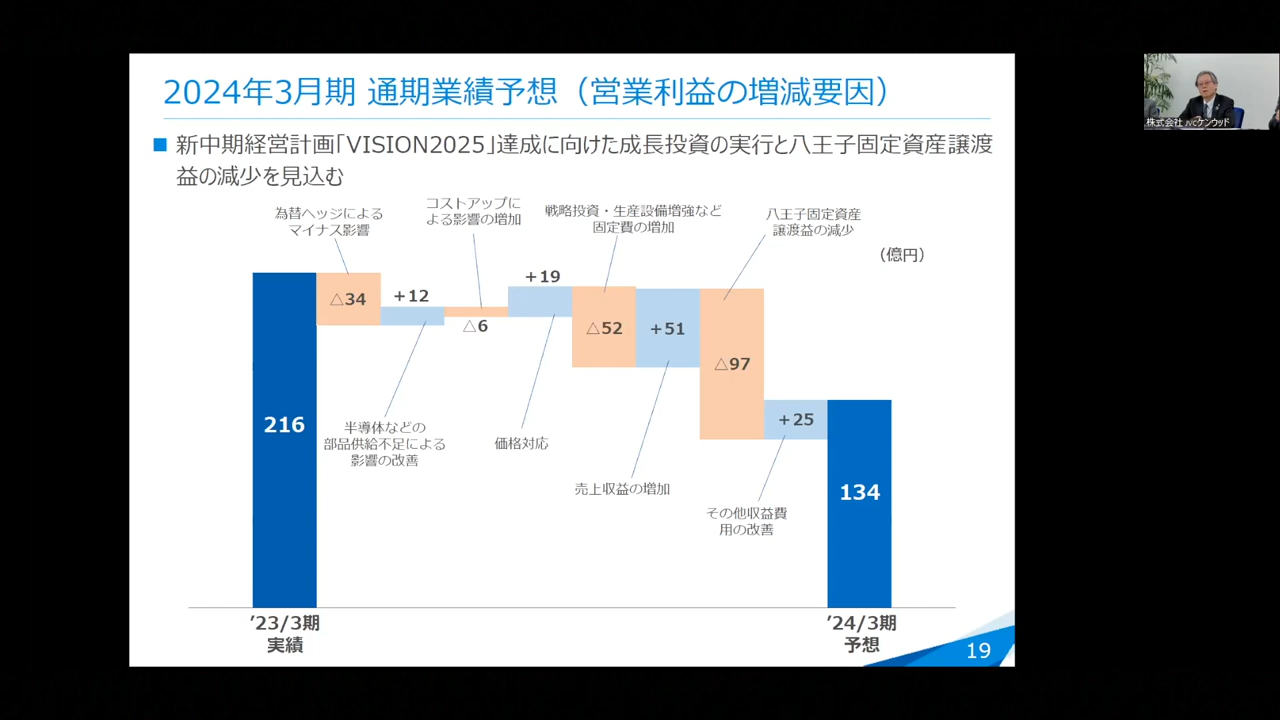 2024年3月期 通期業績予想（営業利益の増減要因）
■ 新中期経営計画「VISION2025」達成に向けた成長投資の実行と八王子固定資産譲渡
益の減少を見込む
為替ヘッジによる
マイナス影響
コストアップに
よる影響の増加
戦略投資・生産設備増強など
固定費の増加
八王子固定資産
譲渡益の減少
（億円）
216
△34
+12
△6
+19
△52
+51
△97
+25
134
半導体などの
部品供給不足による
影響の改善
価格対応
売上収益の増加
その他収益費
用の改善
’23/3期
実績
’24/3期
予想
19
株式会社 JVCケンウッド